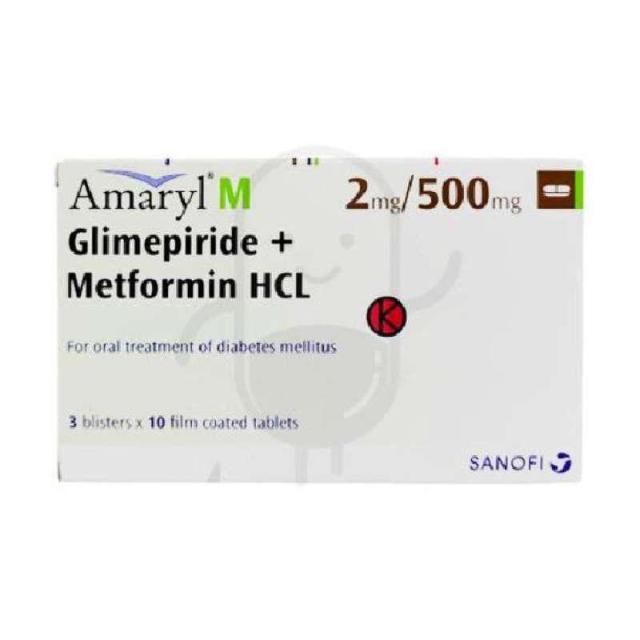 Amaryl® M
2mg/500mg
Glimepiride +
Metformin HCL
K
For oral treatment of diabetes mellitus
3 blisters x 10 film coated tablets
SANOFI